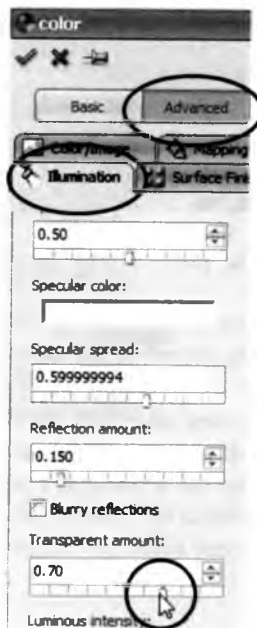 color
Basic Advanced
Color/Image Mapping
Illumination Surface Fini
0.50
Specular color:
Specular spread:
0.599999994
Reflection amount:
0.150
Blurry reflections
Transparent amount:
0.70
Luminous intensity: